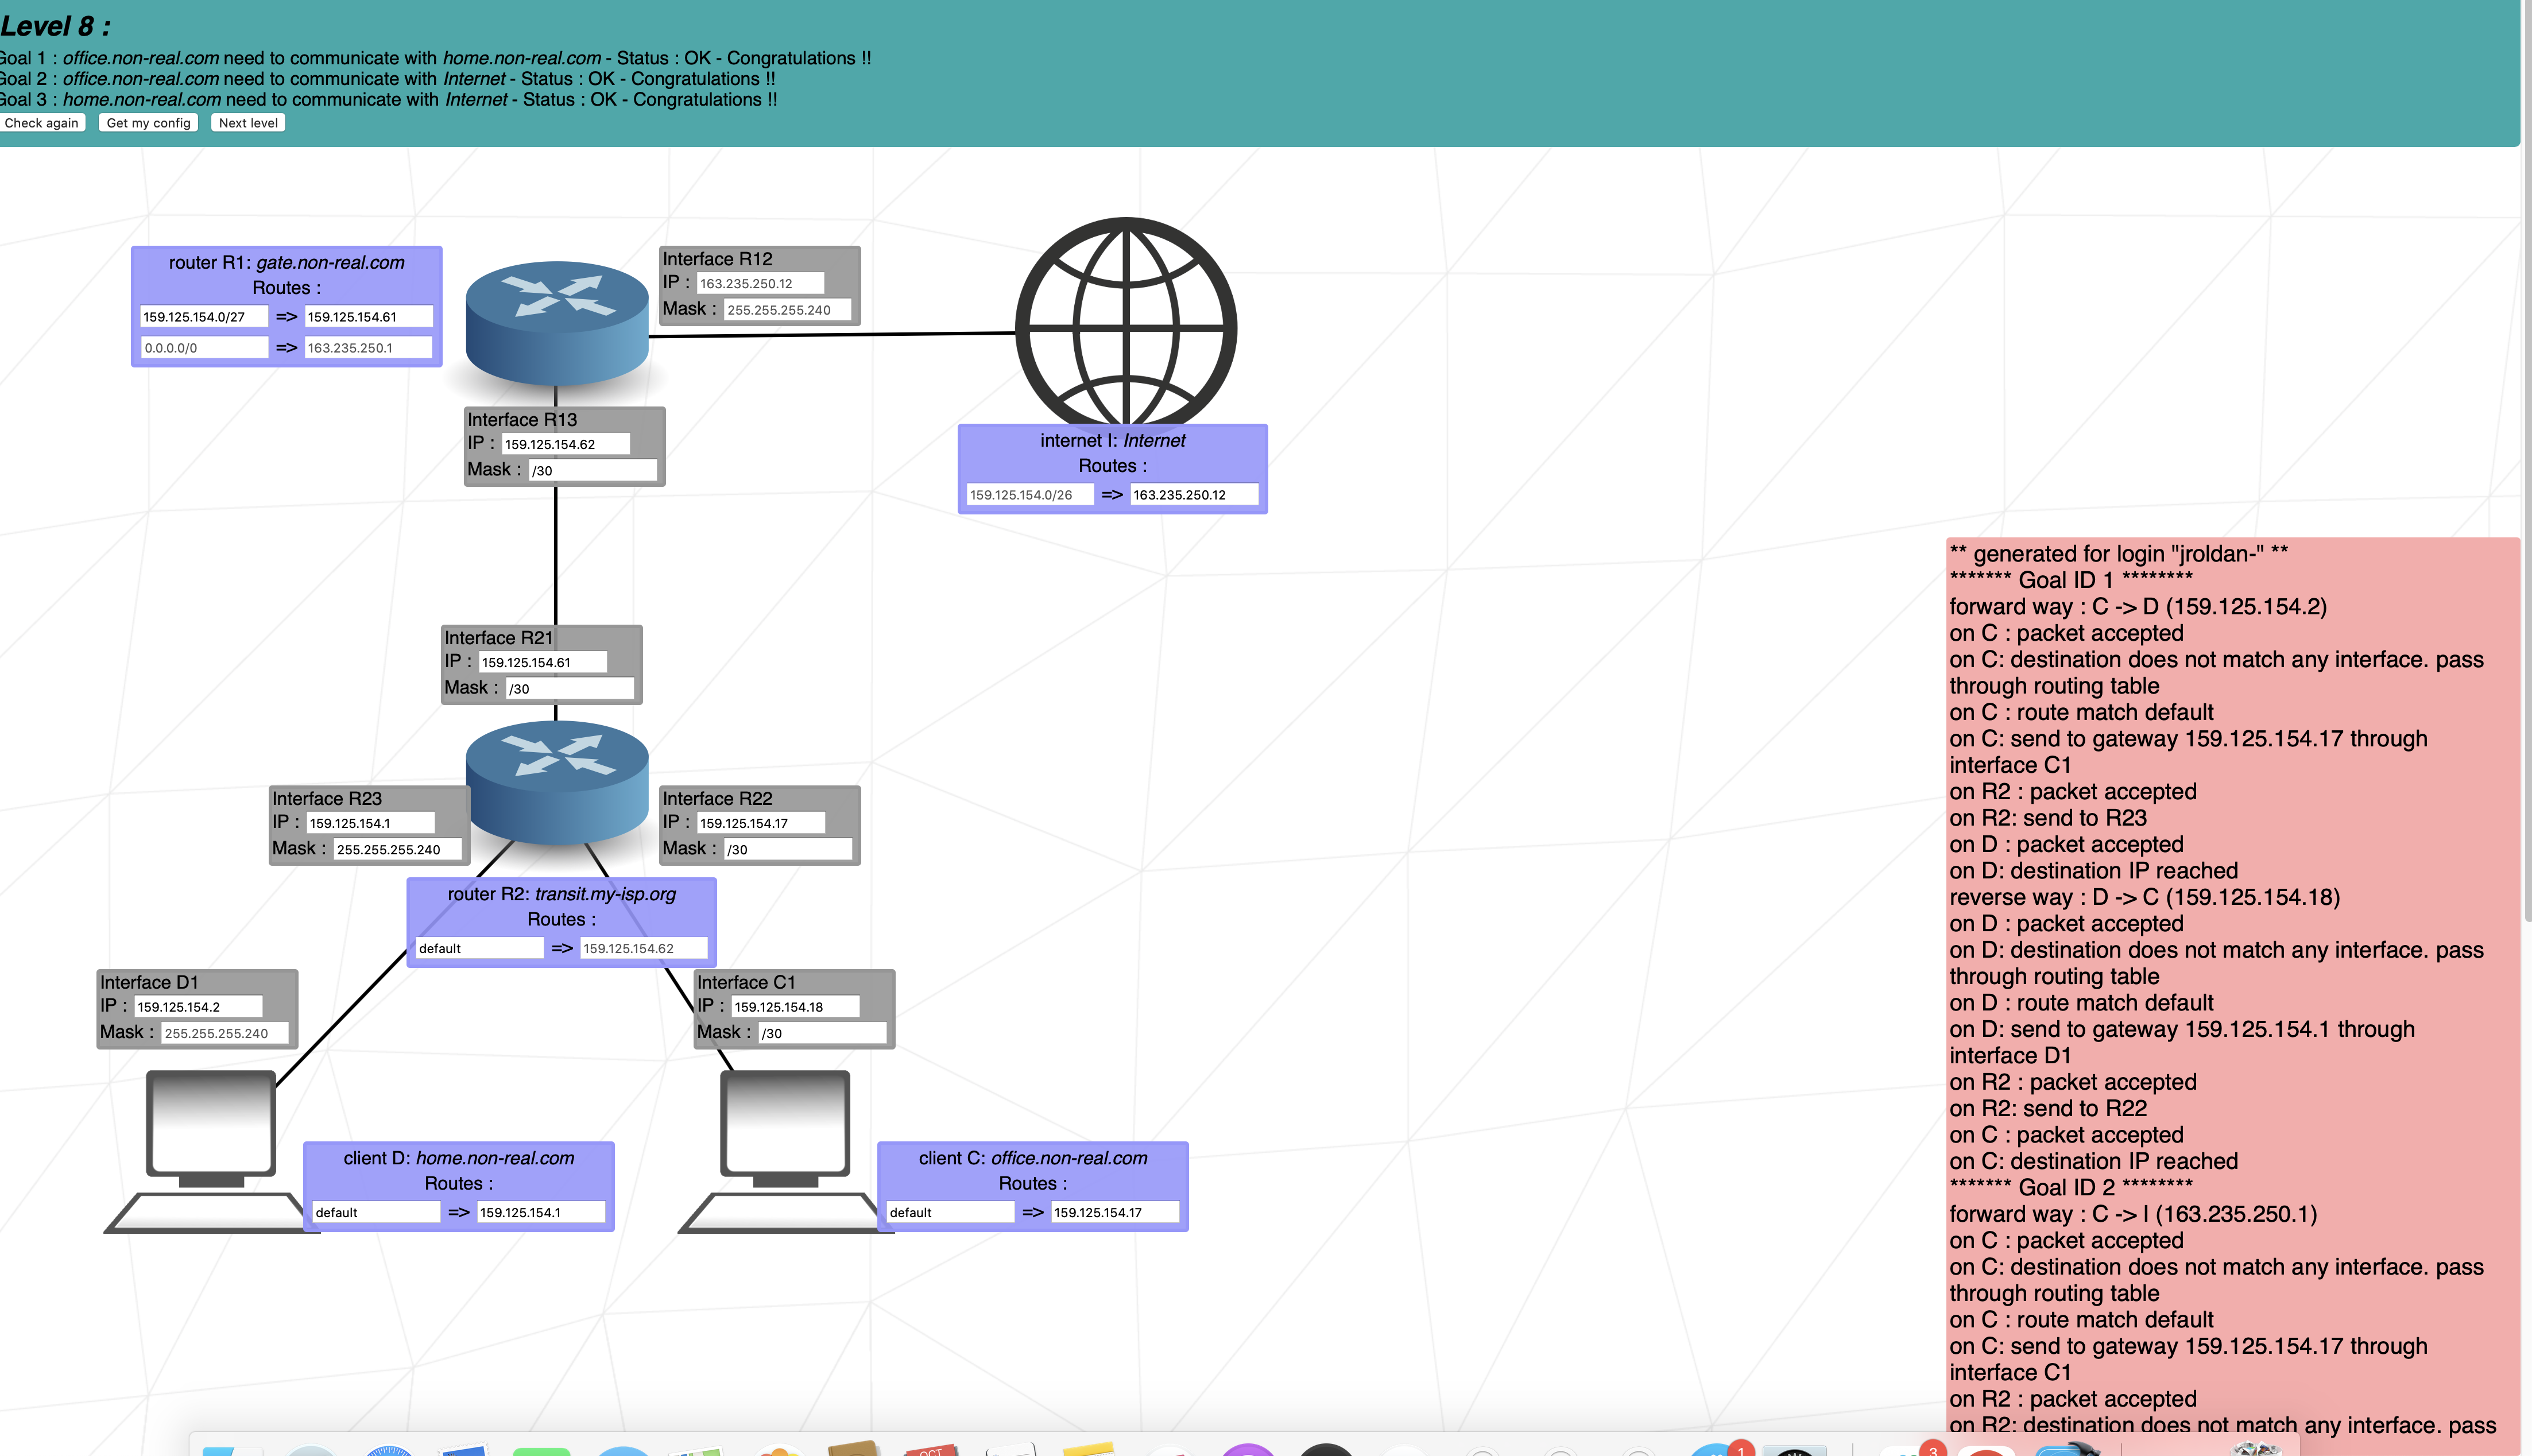 Level 8 :
Goal 1 : office.non-real.com need to communicate with home.non-real.com - Status : OK - Congratulations !!
Goal 2 : office.non-real.com need to communicate with Internet - Status : OK - Congratulations !!
Goal 3 : home.non-real.com need to communicate with Internet - Status : OK - Congratulations !!
Check again Get my config Next level
router R1: gate.non-real.com
Routes :
159.125.154.0/27 => 159.125.154.61
0.0.0.0/0 => 163.235.250.1
Interface R12
IP : 163.235.250.12
Mask : 255.255.255.240
Interface R13
IP : 159.125.154.62
Mask : /30
internet I: Internet
Routes :
159.125.154.0/26 => 163.235.250.12
Interface R21
IP : 159.125.154.61
Mask : /30
Interface R23
IP : 159.125.154.1
Mask : 255.255.255.240
Interface R22
IP : 159.125.154.17
Mask : /30
router R2: transit.my-isp.org
Routes :
default => 159.125.154.62
Interface D1
IP : 159.125.154.2
Mask : 255.255.255.240
Interface C1
IP : 159.125.154.18
Mask : /30
client D: home.non-real.com
Routes :
default => 159.125.154.1
client C: office.non-real.com
Routes :
default => 159.125.154.17
** generated for login "jroldan-" **
******* Goal ID 1 ********
forward way : C -> D (159.125.154.2)
on C : packet accepted
on C: destination does not match any interface. pass
through routing table
on C : route match default
on C: send to gateway 159.125.154.17 through
interface C1
on R2 : packet accepted
on R2: send to R23
on D : packet accepted
on D: destination IP reached
reverse way : D -> C (159.125.154.18)
on D : packet accepted
on D: destination does not match any interface. pass
through routing table
on D : route match default
on D: send to gateway 159.125.154.1 through
interface D1
on R2 : packet accepted
on R2: send to R22
on C : packet accepted
on C: destination IP reached
******* Goal ID 2 ********
forward way : C -> I (163.235.250.1)
on C : packet accepted
on C: destination does not match any interface. pass
through routing table
on C : route match default
on C: send to gateway 159.125.154.17 through
interface C1
on R2 : packet accepted
on R2: destination does not match any interface. pass
OCT
1
3